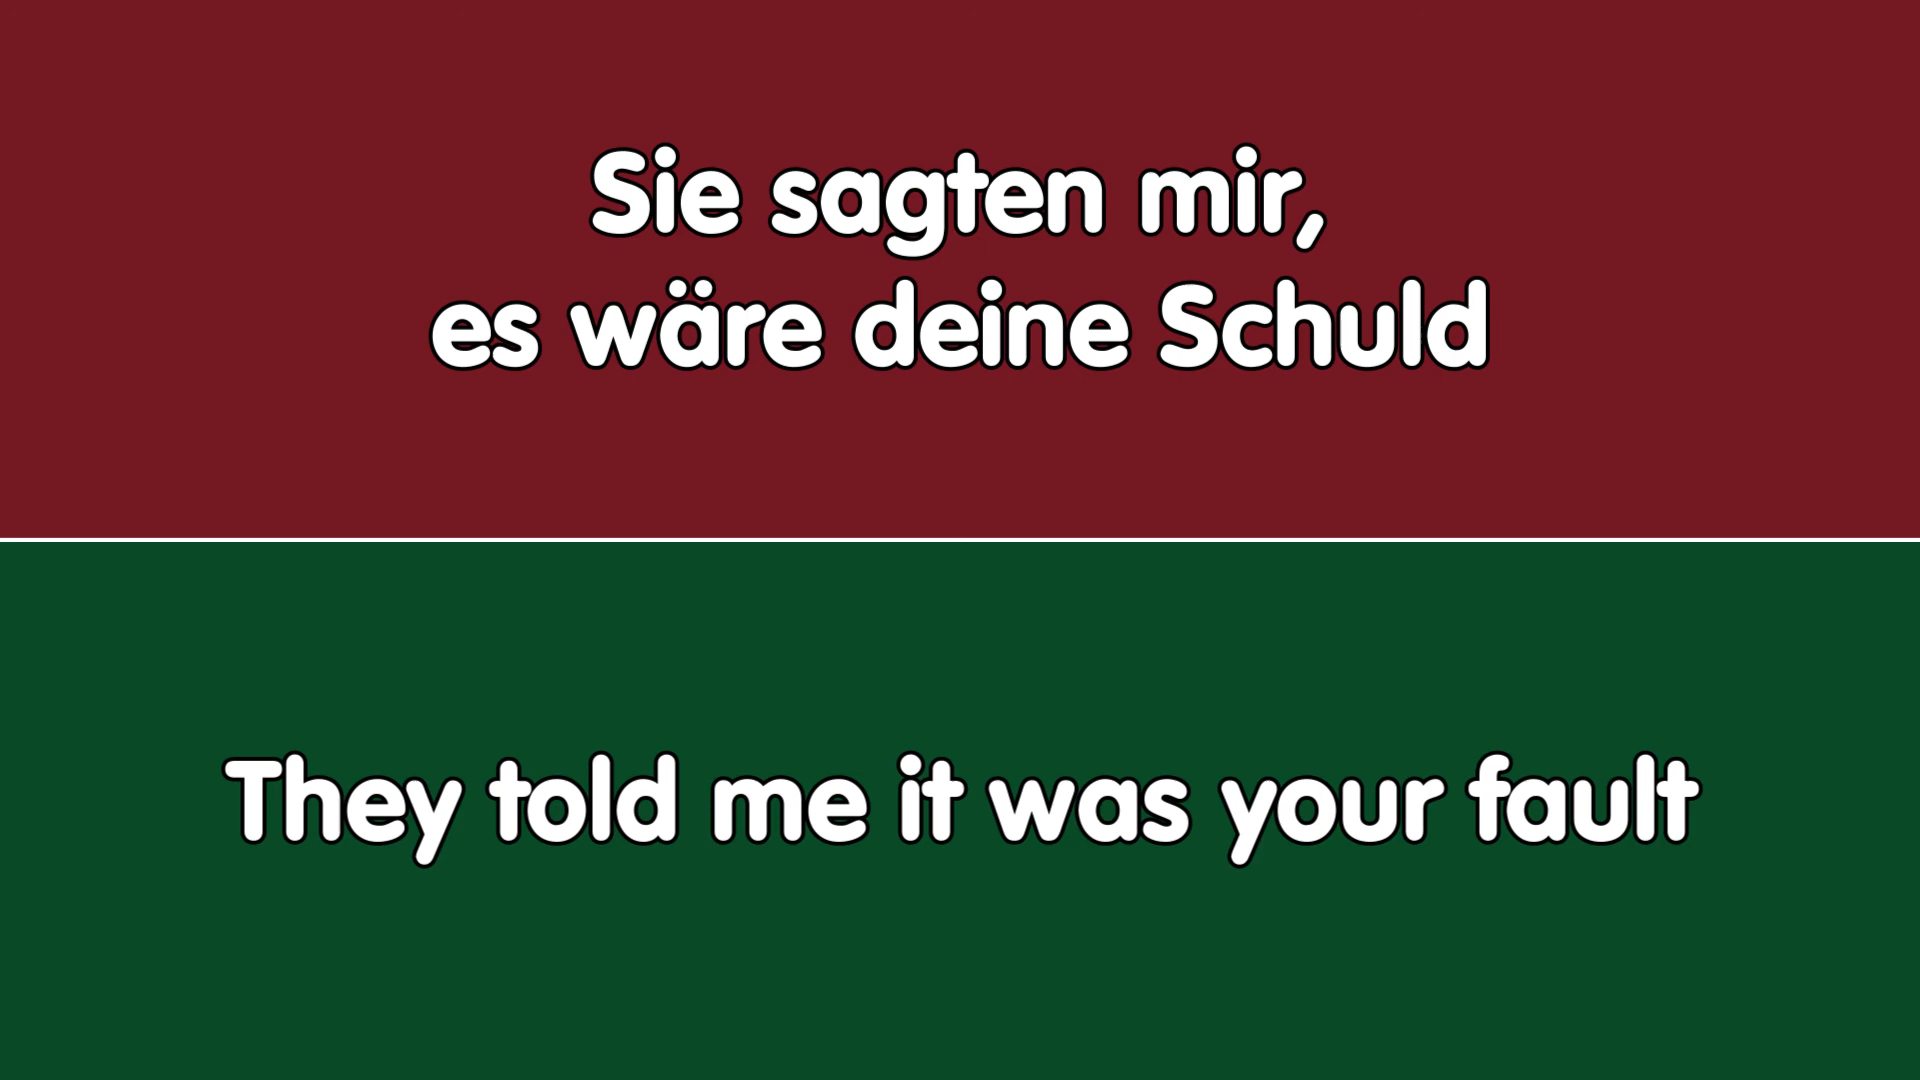 Sie sagten mir,
es wäre deine Schuld
They told me it was your fault